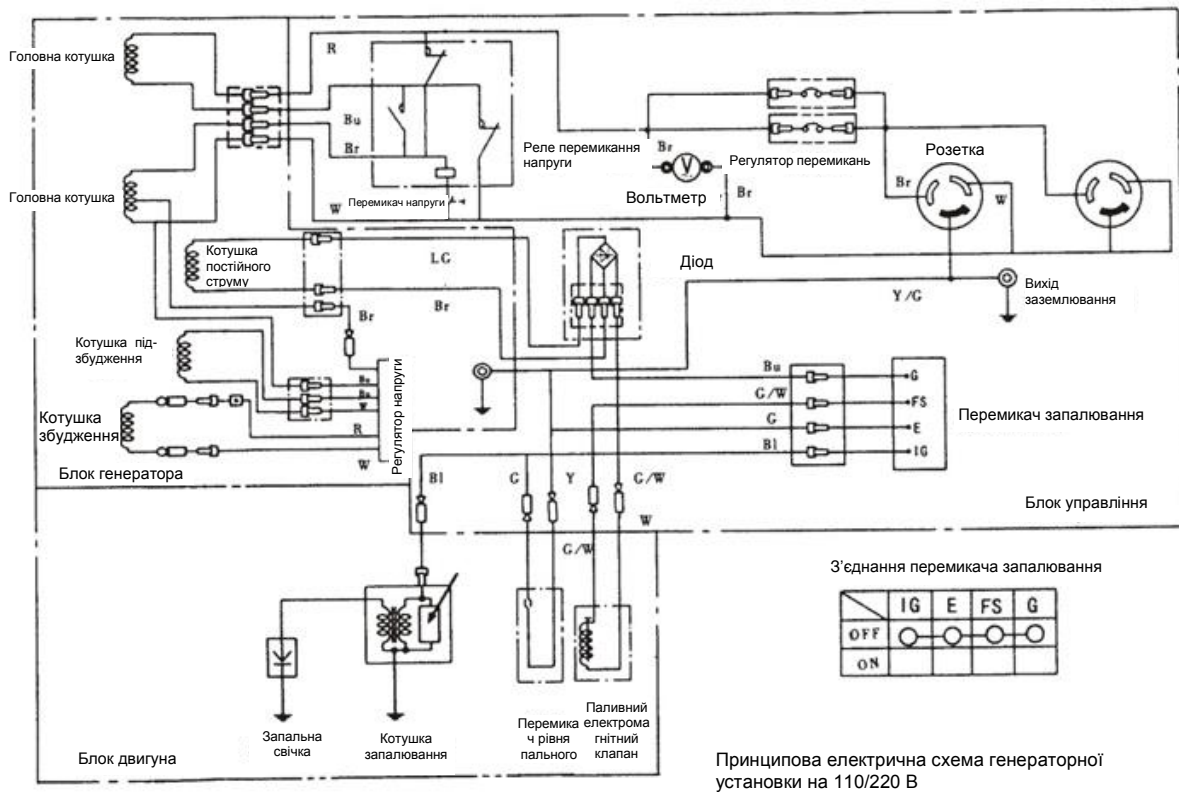 Головна котушка
R
Bu
Br
Реле перемикання
напруги
Br
Вольтметр
V
Br
Регулятор перемикань
Розетка
Br
W
Головна котушка
Перемикач напруги
W
Котушка
постійного
струму
LG
Br
Діод
Y/G
Вихід
заземлювання
Br
Котушка під-
збудження
Bu
Bu
W
Котушка
збудження
R
W
Регулятор напруги
Блок генератора
Bu
G/W
G
Bl
G
FS
E
IG
Перемикач запалювання
Блок управління
Bl
G
Y
G/W
W
G/W
З’єднання перемикача запалювання
IG E FS G
OFF
ON
Запальна
свічка
Котушка
запалювання
Перемика
ч рівня
пального
Паливний
електрома
гнітний
клапан
Блок двигуна
Принципова електрична схема генераторної
установки на 110/220 В